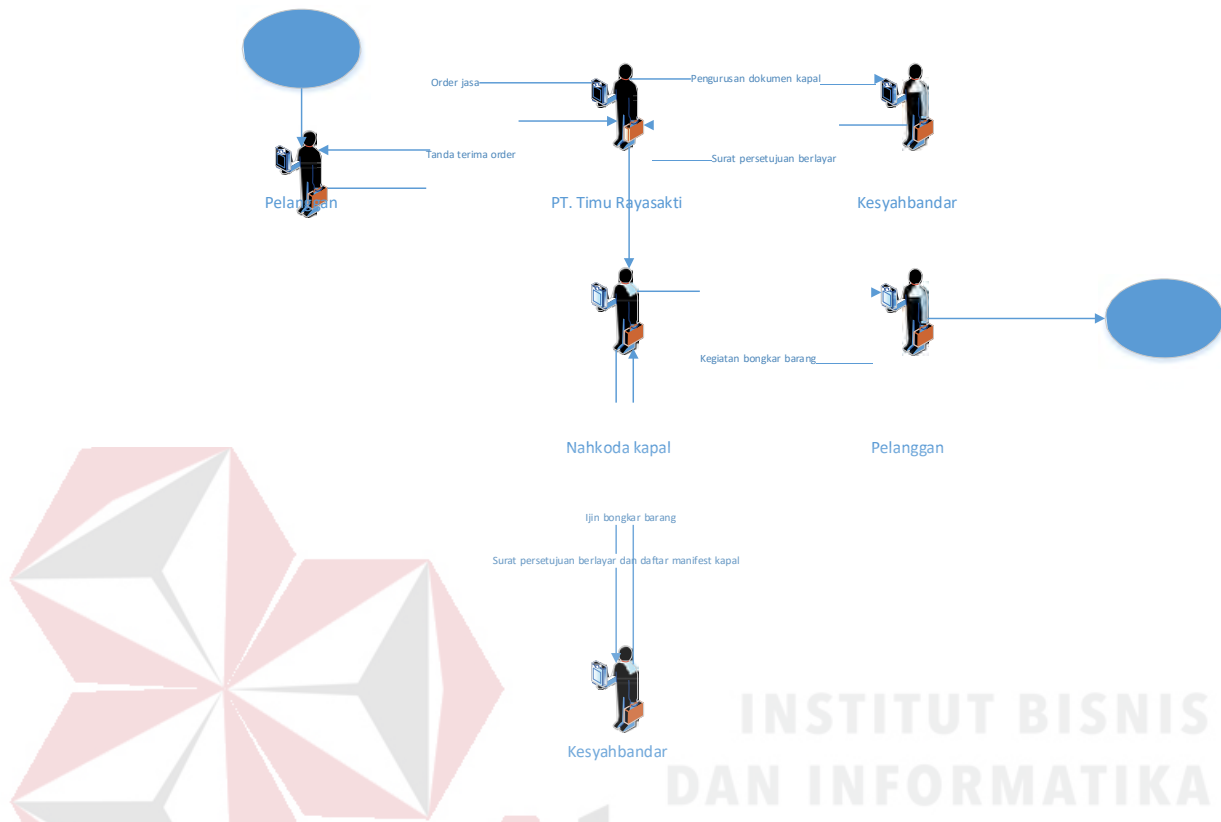 Order jasa
Pengurusan dokumen kapal
Tanda terima order
Surat persetujuan berlayar
Pelanggan
PT. Timu Rayasakti
Kesyahbandar
Kegiatan bongkar barang
Nahkoda kapal
Pelanggan
Ijin bongkar barang
Surat persetujuan berlayar dan daftar manifest kapal
Kesyahbandar
INSTITUT BISNIS
DAN INFORMATIKA